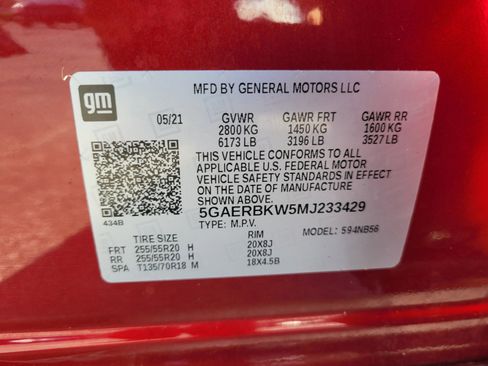 MFD BY GENERAL MOTORS LLC
gm
05/21 GVWR GAWR FRT GAWR RR
2800 KG 1450 KG 1600 KG
6173 LB 3196 LB 3527 LB
THIS VEHICLE CONFORMS TO ALL
APPLICABLE U.S. FEDERAL MOTOR
VEHICLE SAFETY STANDARDS IN
EFFECT ON THE DATE OF
MANUFACTURE SHOWN ABOVE.
5GAERBKW5MJ233429
434B
TYPE: M.P.V. MODEL: 594NB56
TIRE SIZE RIM
FRT 255/55R20 H 20X8J
RR 255/55R20 H 20X8J
SPA T135/70R18 M 18X4.5B